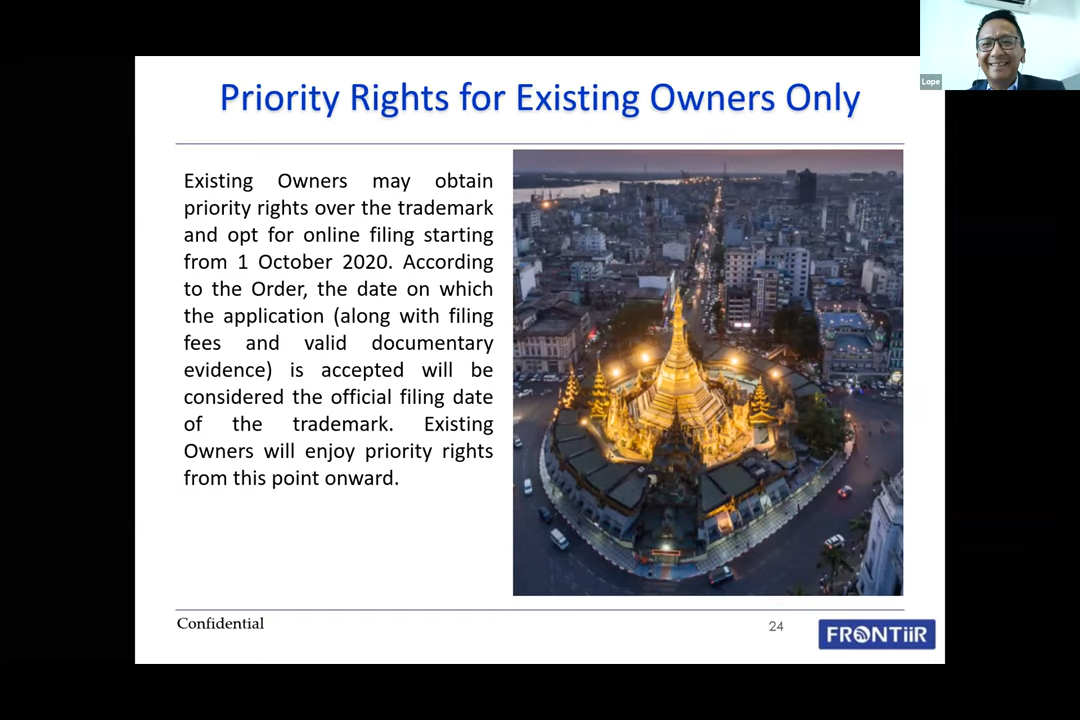 Priority Rights for Existing Owners Only
Lope
Existing Owners may obtain
priority rights over the trademark
and opt for online filing starting
from 1 October 2020. According
to the Order, the date on which
the application (along with filing
fees and valid documentary
evidence) is accepted will be
considered the official filing date
of the trademark. Existing
Owners will enjoy priority rights
from this point onward.
Confidential
24
FRONTiiR